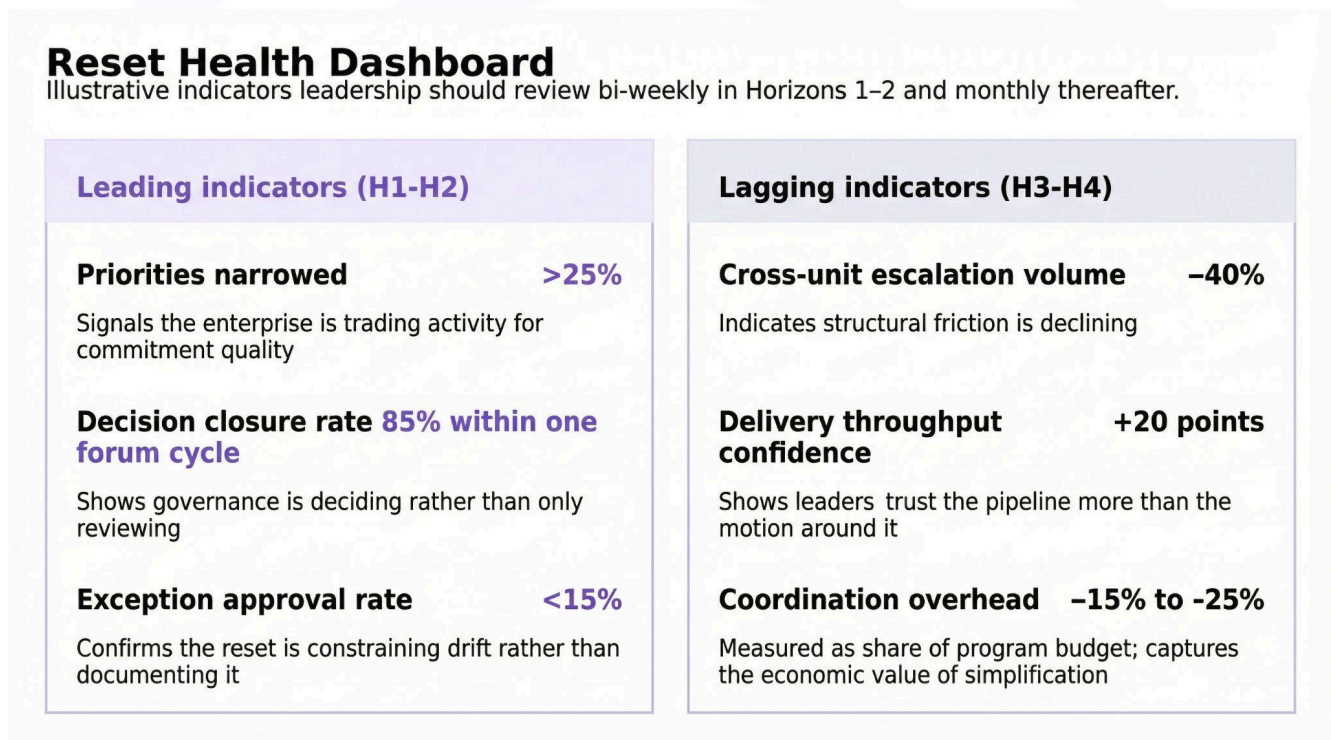 Reset Health Dashboard
Illustrative indicators leadership should review bi-weekly in Horizons 1–2 and monthly thereafter.
Leading indicators (H1-H2)
Priorities narrowed >25%
Signals the enterprise is trading activity for
commitment quality
Decision closure rate 85% within one
forum cycle
Shows governance is deciding rather than only
reviewing
Exception approval rate <15%
Confirms the reset is constraining drift rather than
documenting it
Lagging indicators (H3-H4)
Cross-unit escalation volume –40%
Indicates structural friction is declining
Delivery throughput +20 points
confidence
Shows leaders trust the pipeline more than the
motion around it
Coordination overhead –15% to –25%
Measured as share of program budget; captures
the economic value of simplification